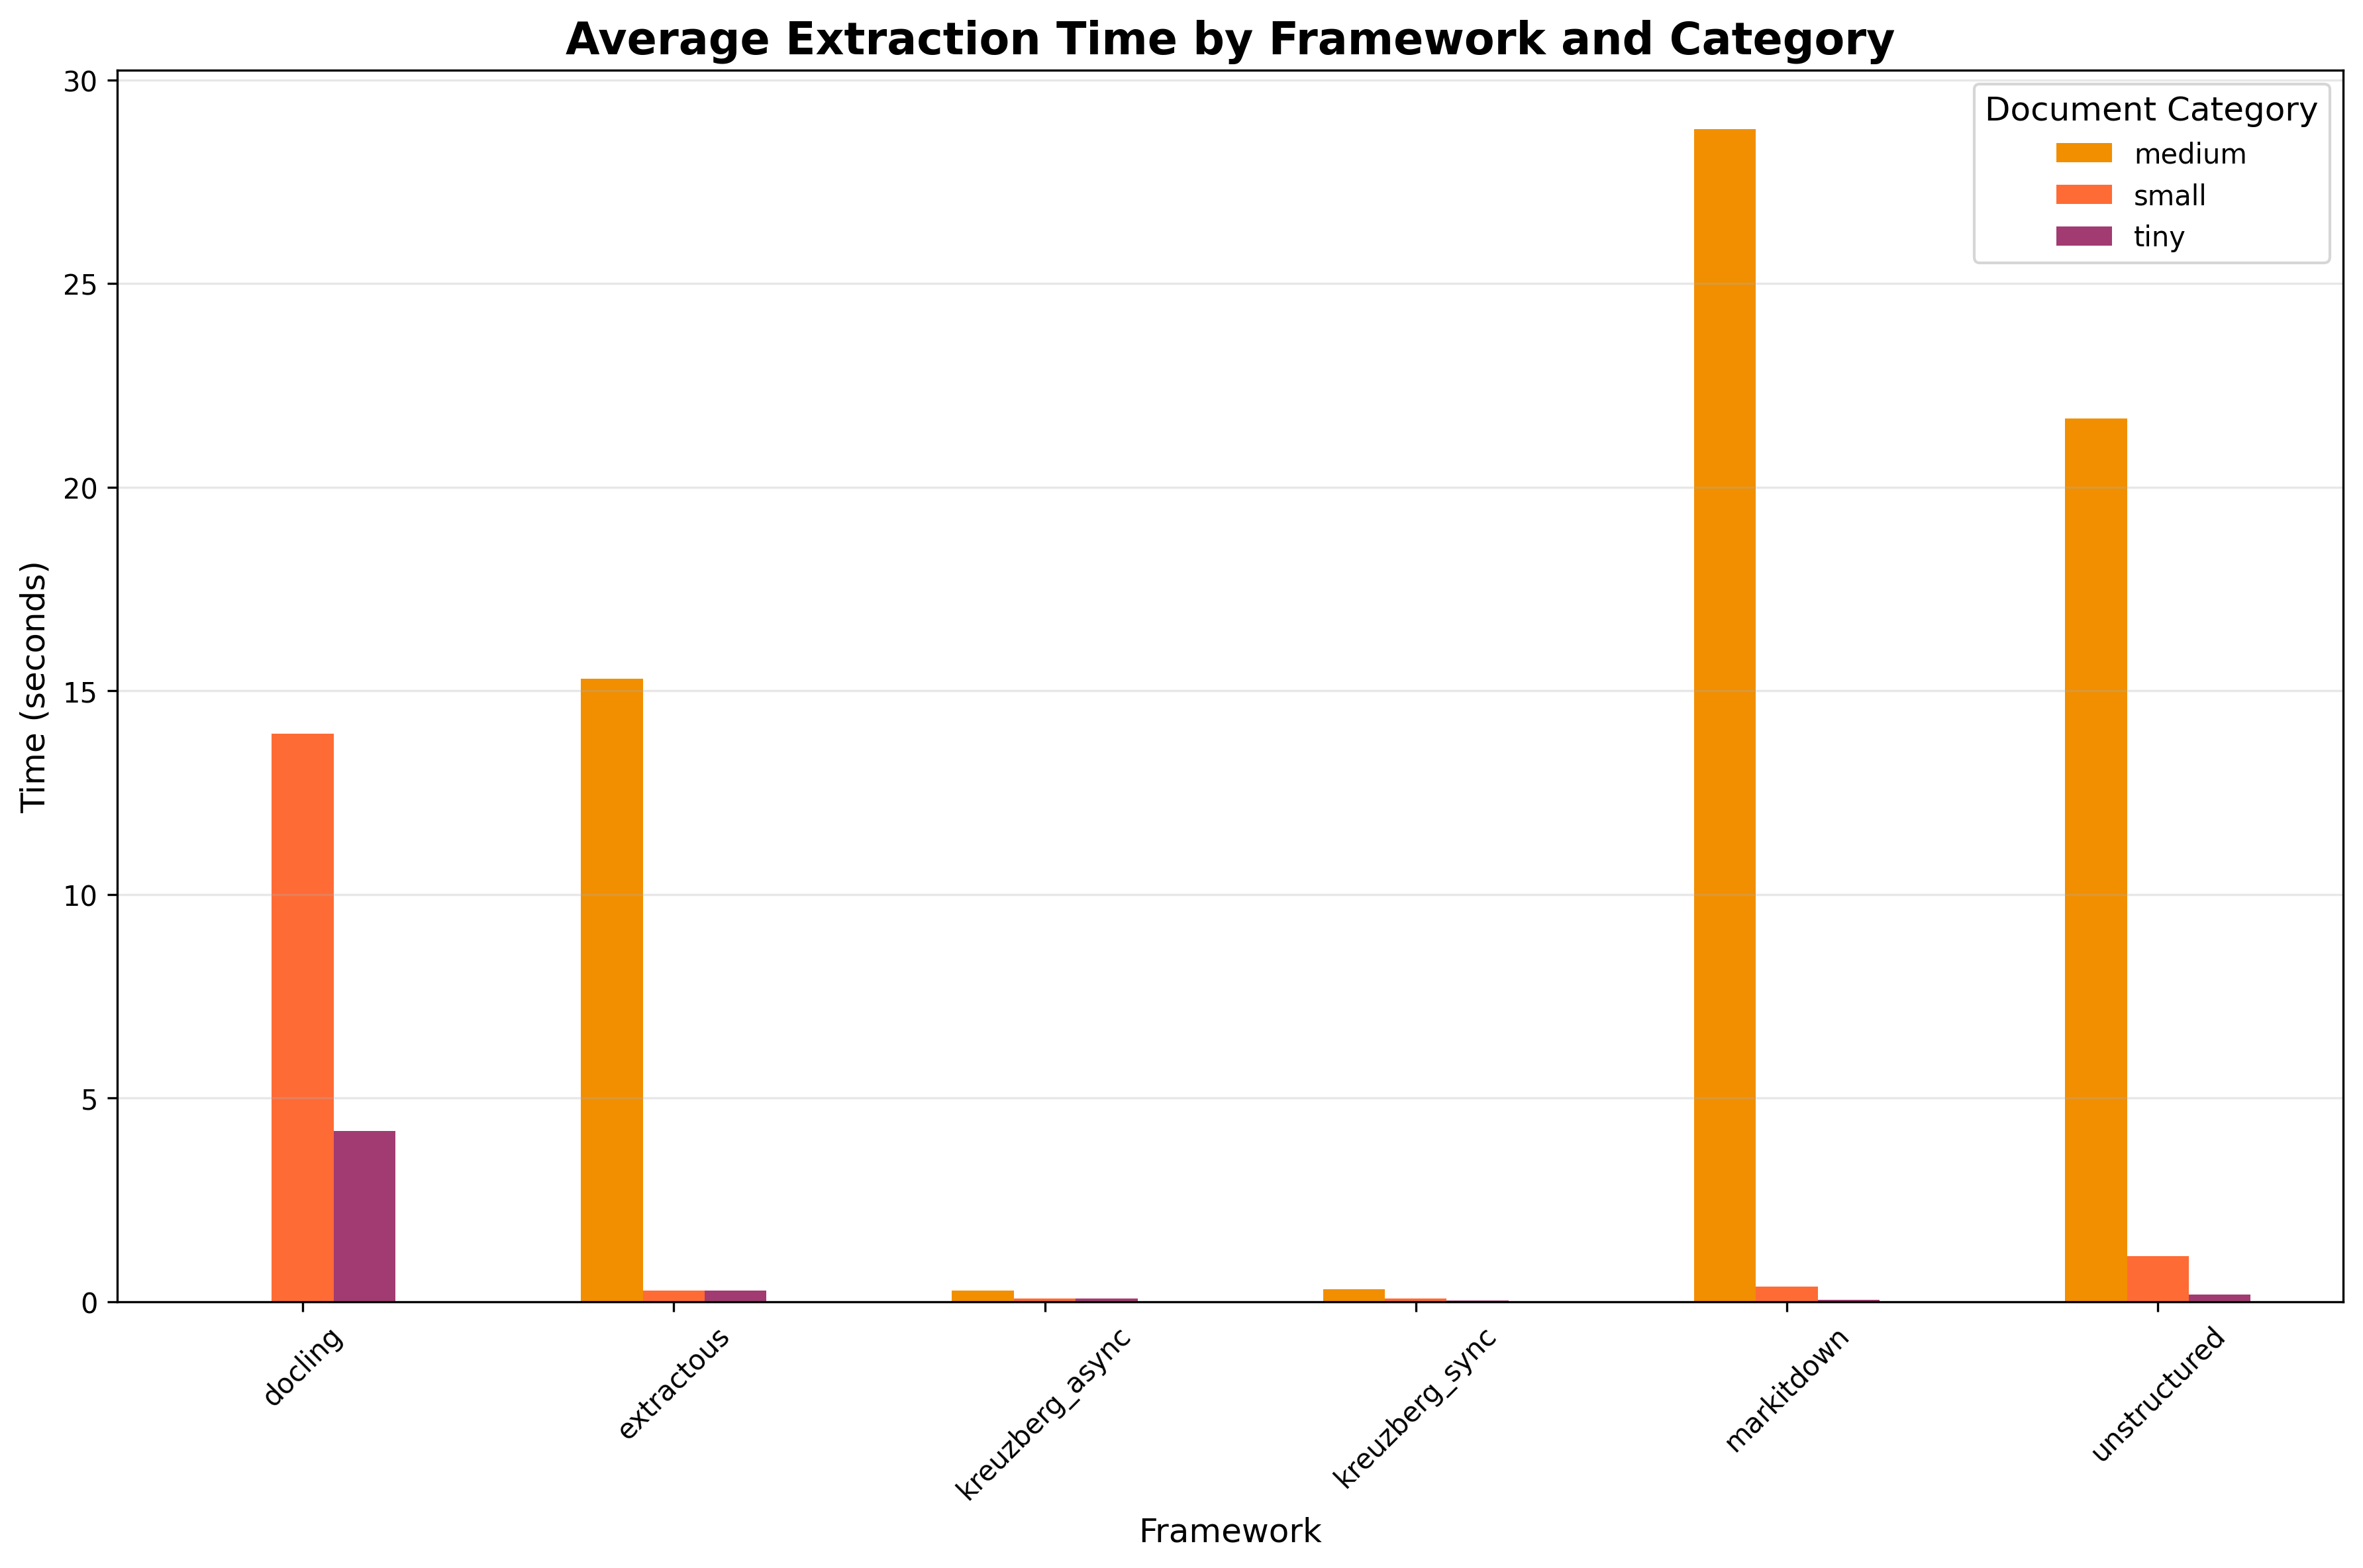 Average Extraction Time by Framework and Category
Document Category
medium
small
tiny
Time (seconds)
30
25
20
15
10
5
0
docling
extractous
kreuzberg_async
kreuzberg_sync
markitdown
unstructured
Framework